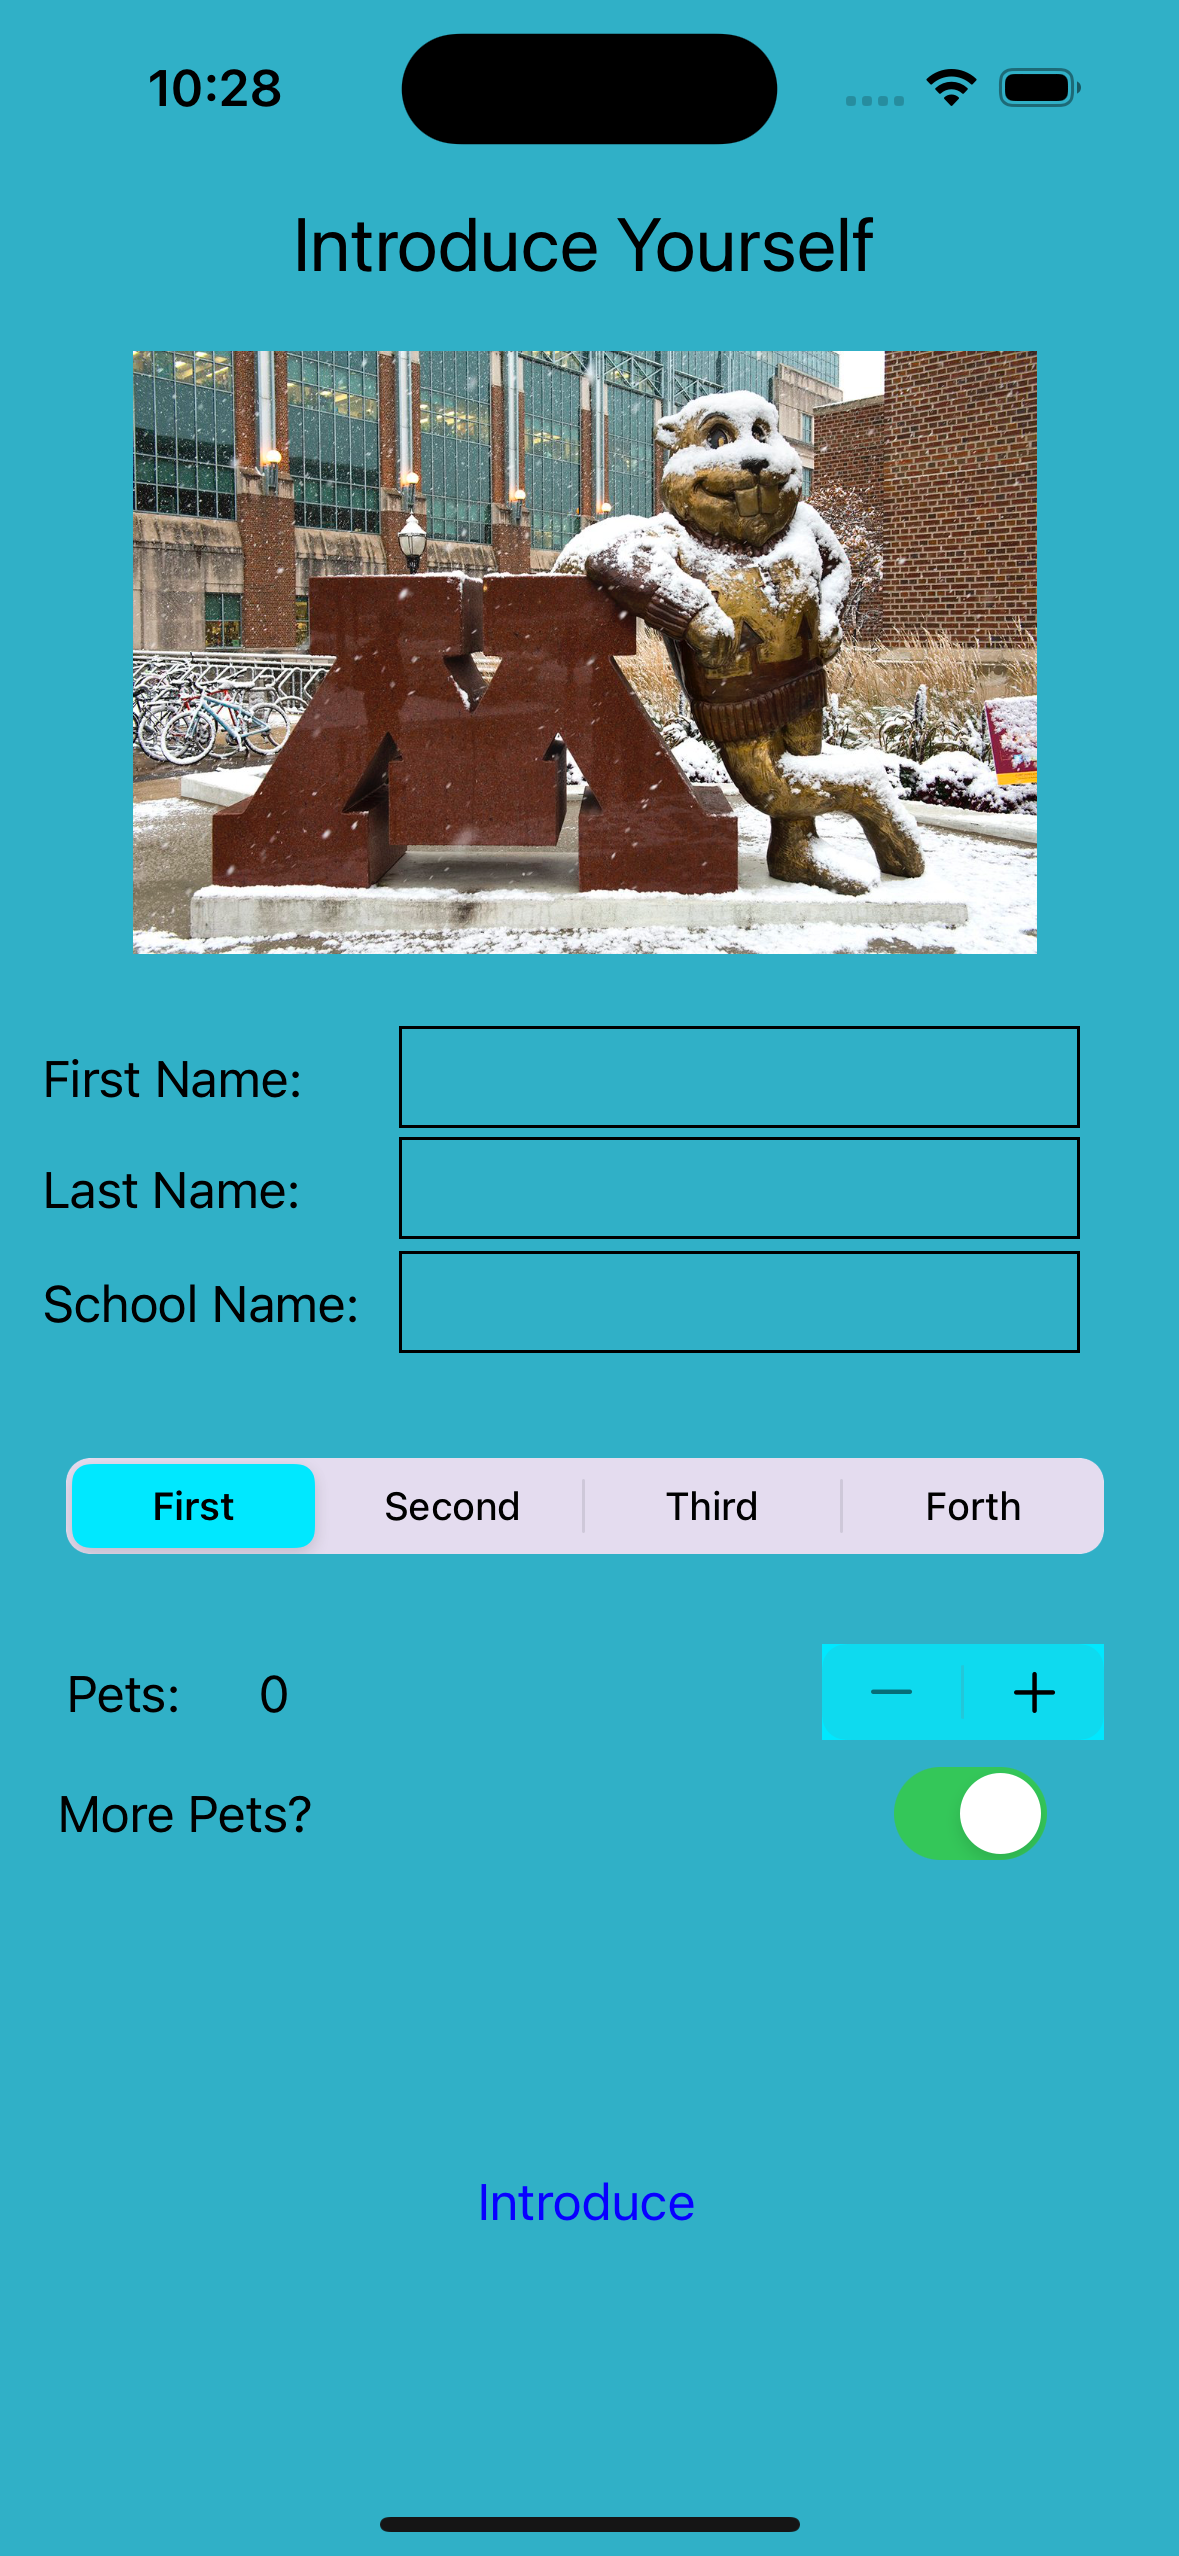 10:28
Introduce Yourself
M
M
First Name:
Last Name:
School Name:
First Second Third Forth
Pets: 0
More Pets?
Introduce